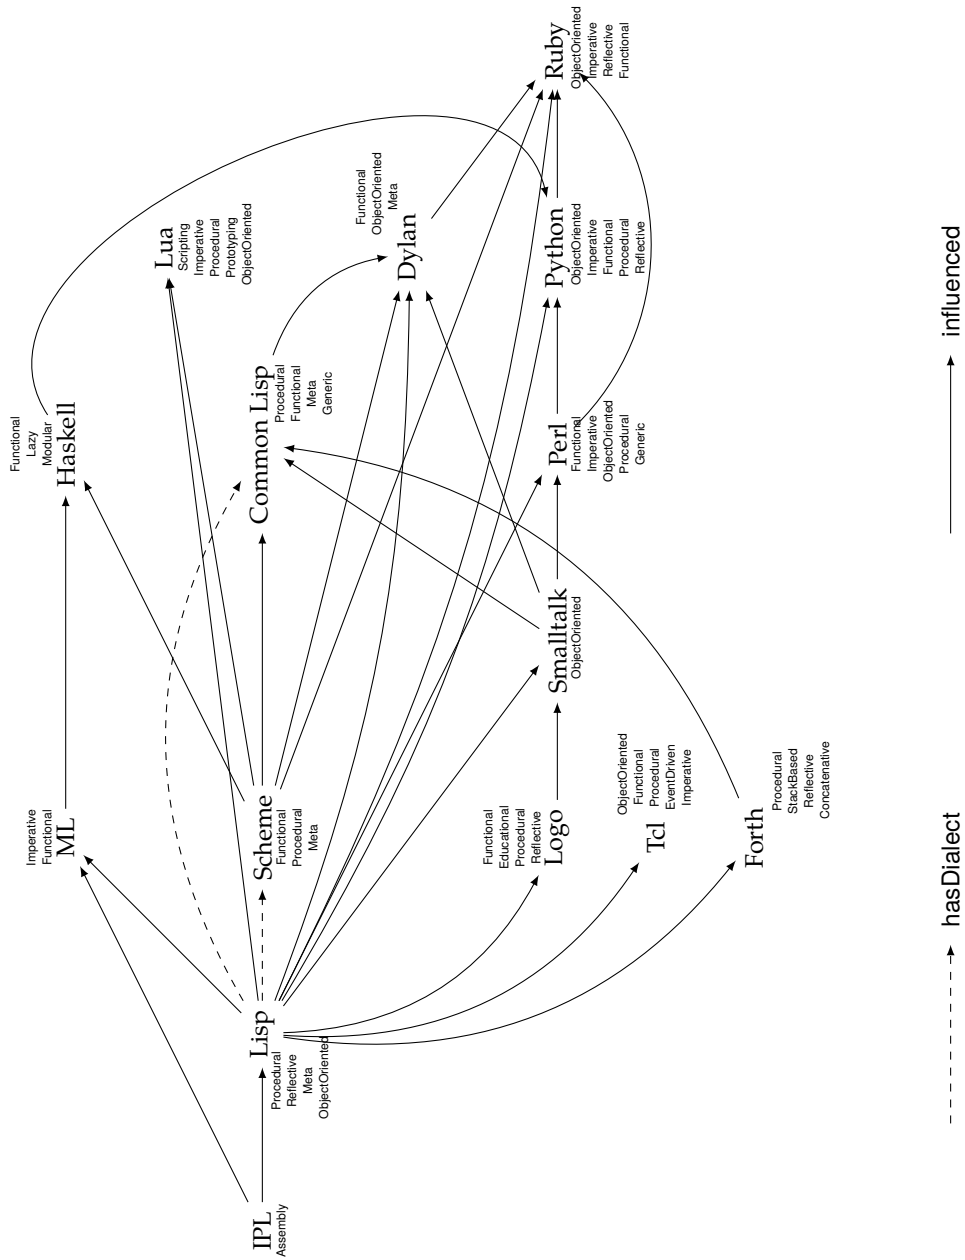 IPL
Assembly
Lisp
Procedural
Reflective
Meta
ObjectOriented
Imperative
Functional
ML
Scheme
Functional
Procedural
Meta
Functional
Educational
Procedural
Reflective
Logo
Tcl
ObjectOriented
Functional
Procedural
EventDriven
Imperative
Forth
Procedural
StackBased
Reflective
Concatenative
Smalltalk
ObjectOriented
Functional
Lazy
Modular
Haskell
Common Lisp
Procedural
Functional
Meta
Generic
Perl
Functional
Imperative
ObjectOriented
Procedural
Generic
Lua
Scripting
Imperative
Procedural
Prototyping
ObjectOriented
Functional
ObjectOriented
Meta
Dylan
Python
ObjectOriented
Imperative
Functional
Procedural
Reflective
Ruby
ObjectOriented
Imperative
Reflective
Functional
hasDialect
influenced